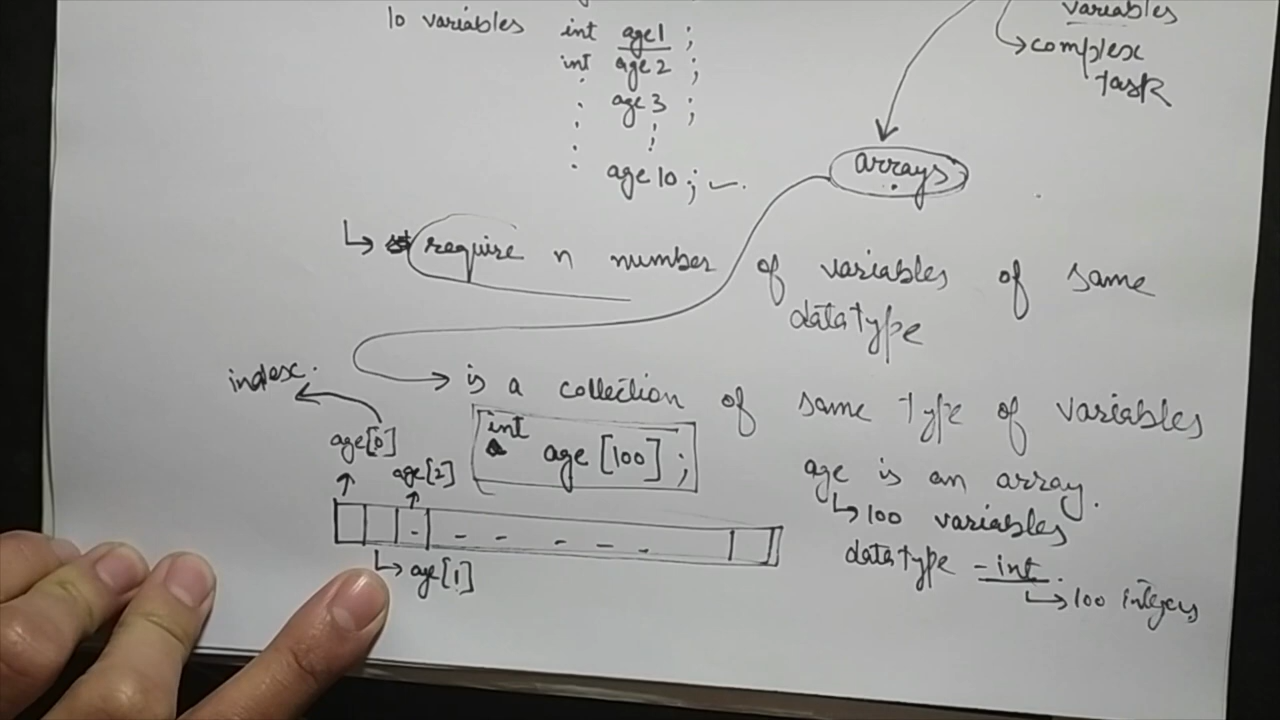 10 variables int age1 ;
int age2 ;
age3 ;
age10 ;
variables
complex
task
arrays
require n number of variables of same
datatype
is a collection of same type of variables
index.
age[0]
age[2]
age[1]
int
age [100] ;
age is an array.
100 variables
datatype - int.
100 integers